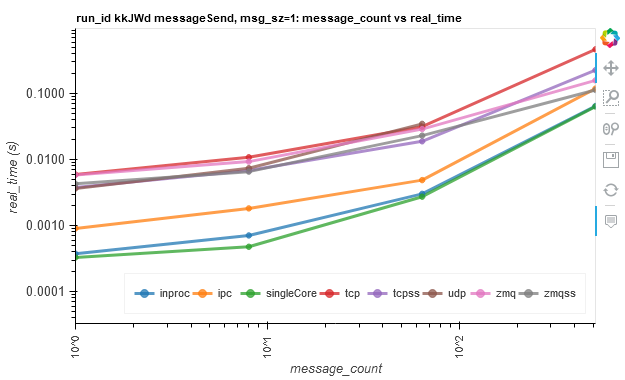 run_id kkJWd messageSend, msg_sz=1: message_count vs real_time
real_time (s)
0.1000
0.0100
0.0010
0.0001
inproc ipc singleCore tcp tcpss udp zmq zmqss
10^0 10^1 10^2
message_count